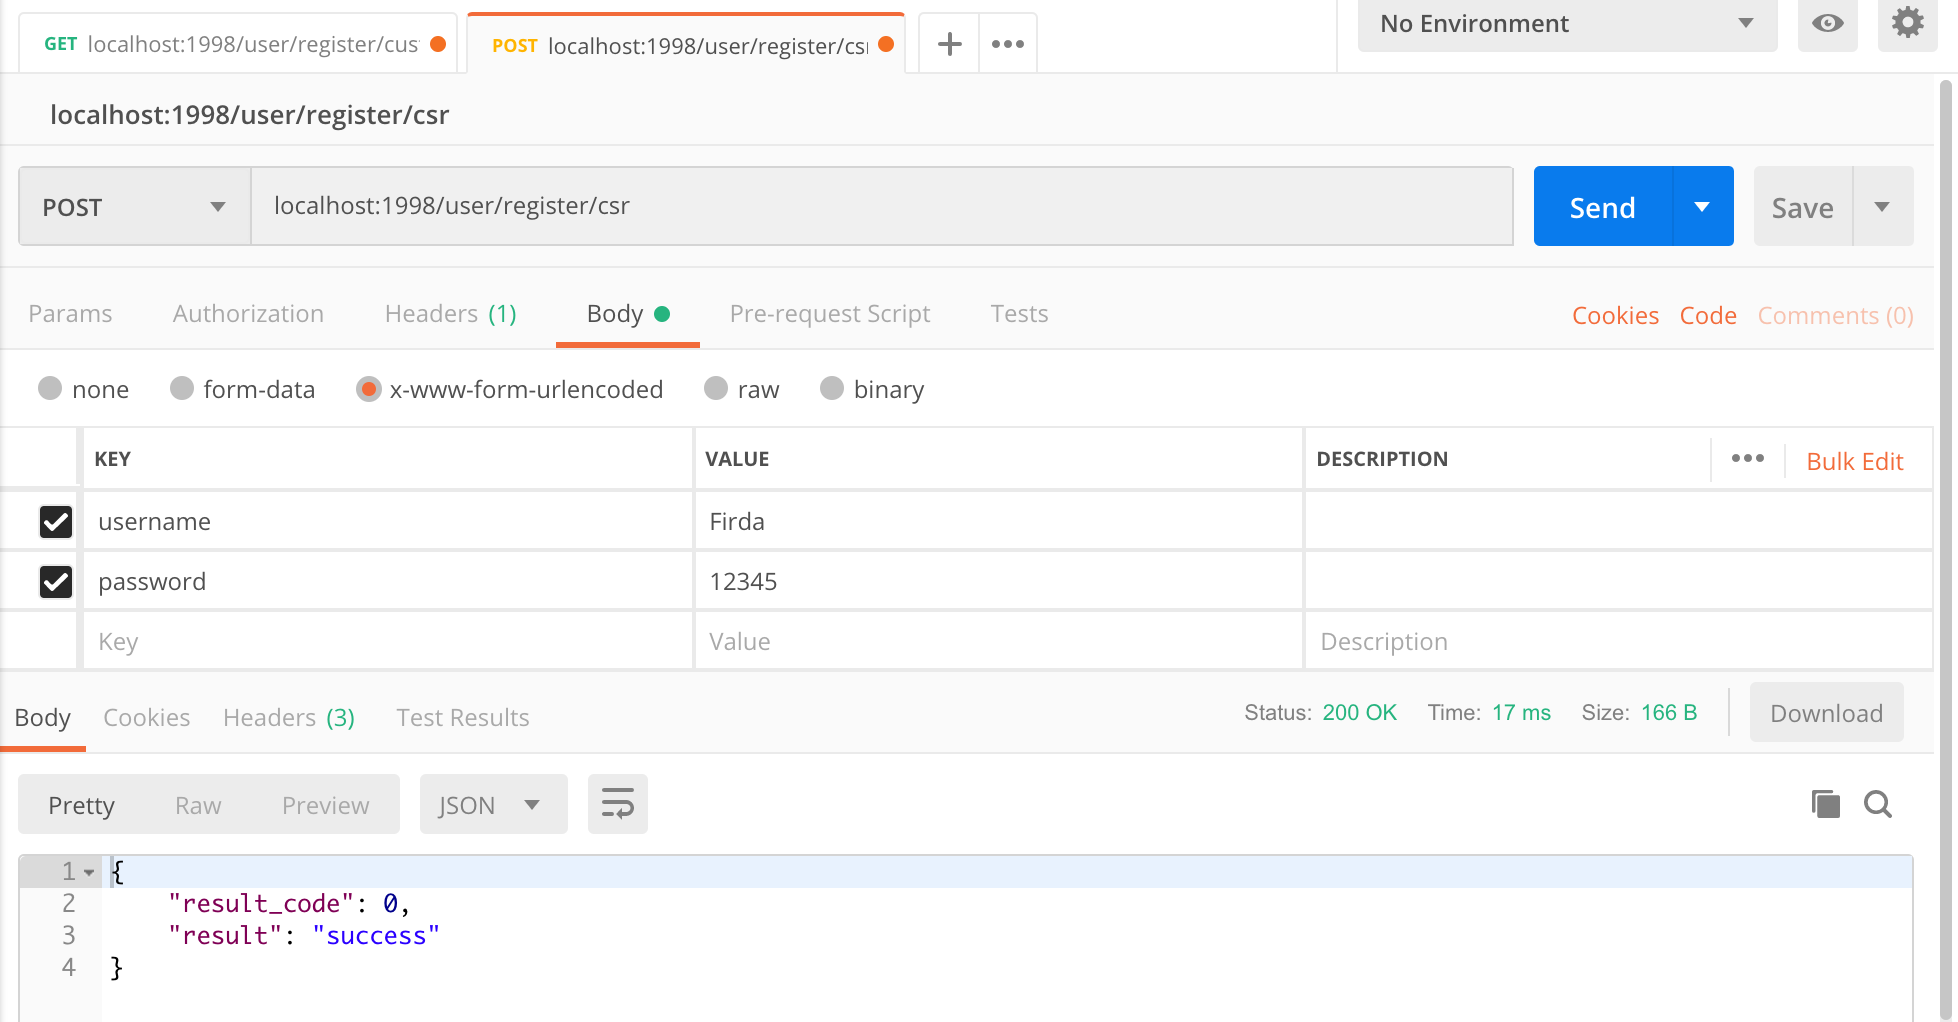 GET localhost:1998/user/register/cus
POST localhost:1998/user/register/cs
No Environment
localhost:1998/user/register/csr
POST localhost:1998/user/register/csr Send Save
Params Authorization Headers (1) Body Pre-request Script Tests Cookies Code Comments (0)
none form-data x-www-form-urlencoded raw binary
KEY VALUE DESCRIPTION ••• Bulk Edit
username Firda
password 12345
Key Value Description
Body Cookies Headers (3) Test Results Status: 200 OK Time: 17 ms Size: 166 B Download
Pretty Raw Preview JSON
1 {
2 "result_code": 0,
3 "result": "success"
4 }